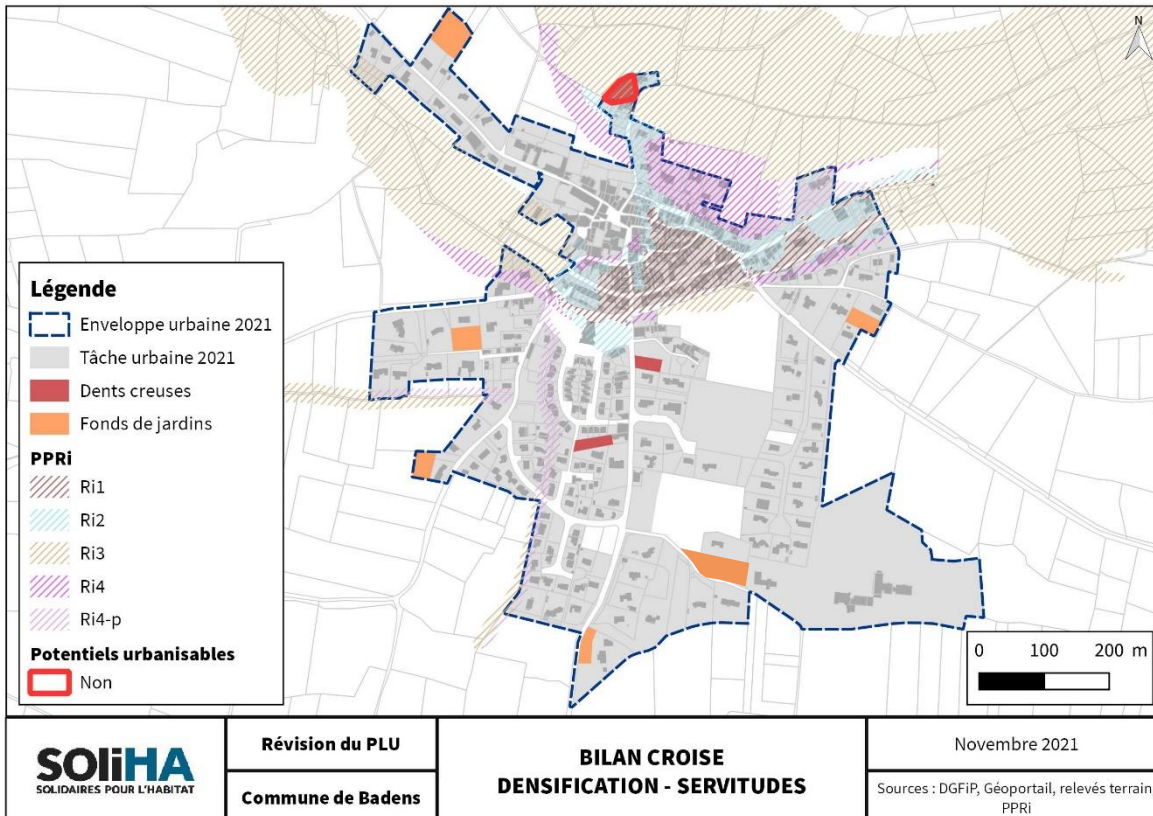 N
Légende
Enveloppe urbaine 2021
Tâche urbaine 2021
Dents creuses
Fonds de jardins
PPRi
Ri1
Ri2
Ri3
Ri4
Ri4-p
Potentiels urbanisables
Non
0 100 200 m
SOLiHA
SOLIDAIRES POUR L'HABITAT
Révision du PLU
Commune de Badens
BILAN CROISE
DENSIFICATION - SERVITUDES
Novembre 2021
Sources : DGFiP, Géoportail, relevés terrain,
PPRi